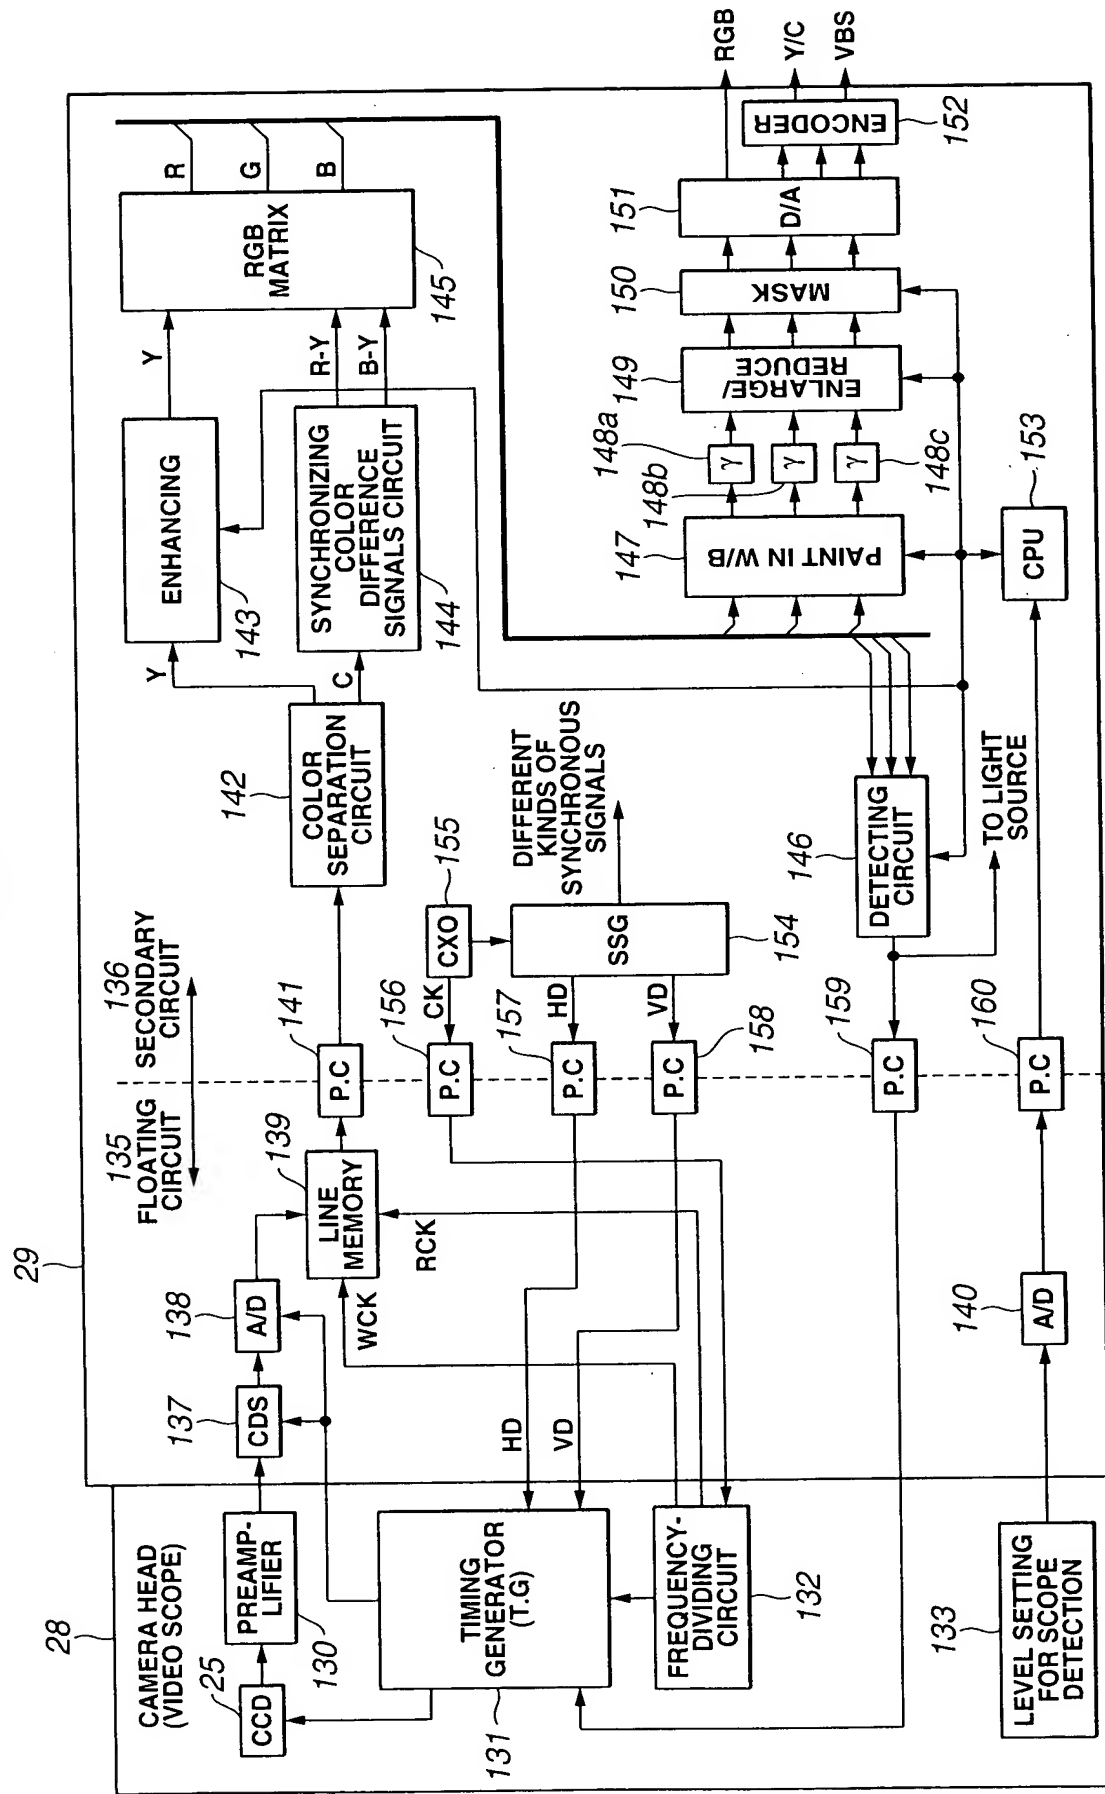 28
CAMERA HEAD
(VIDEO SCOPE)
25
CCD
PREAMP-
LIFIER
130
TIMING
GENERATOR
(T.G)
131
FREQUENCY-
DIVIDING
CIRCUIT
132
LEVEL SETTING
FOR SCOPE
DETECTION
133
29
135
FLOATING
CIRCUIT
136
SECONDARY
CIRCUIT
137
CDS
138
A/D
139
LINE
MEMORY
WCK
RCK
HD
VD
140
A/D
P.C
141
P.C
156
CK
P.C
157
HD
P.C
158
VD
P.C
159
P.C
160
CXO
155
SSG
154
DIFFERENT
KINDS OF
SYNCHRONOUS
SIGNALS
142
COLOR
SEPARATION
CIRCUIT
Y
C
ENHANCING
143
SYNCHRONIZING
COLOR
DIFFERENCE
SIGNALS CIRCUIT
144
Y
R-Y
B-Y
RGB
MATRIX
145
R
G
B
146
DETECTING
CIRCUIT
TO LIGHT
SOURCE
147
PAINT IN W/B
148a
148b
148c
γ
γ
γ
149
ENLARGE/
REDUCE
150
MASK
151
D/A
ENCODER
152
CPU
153
RGB
Y/C
VBS